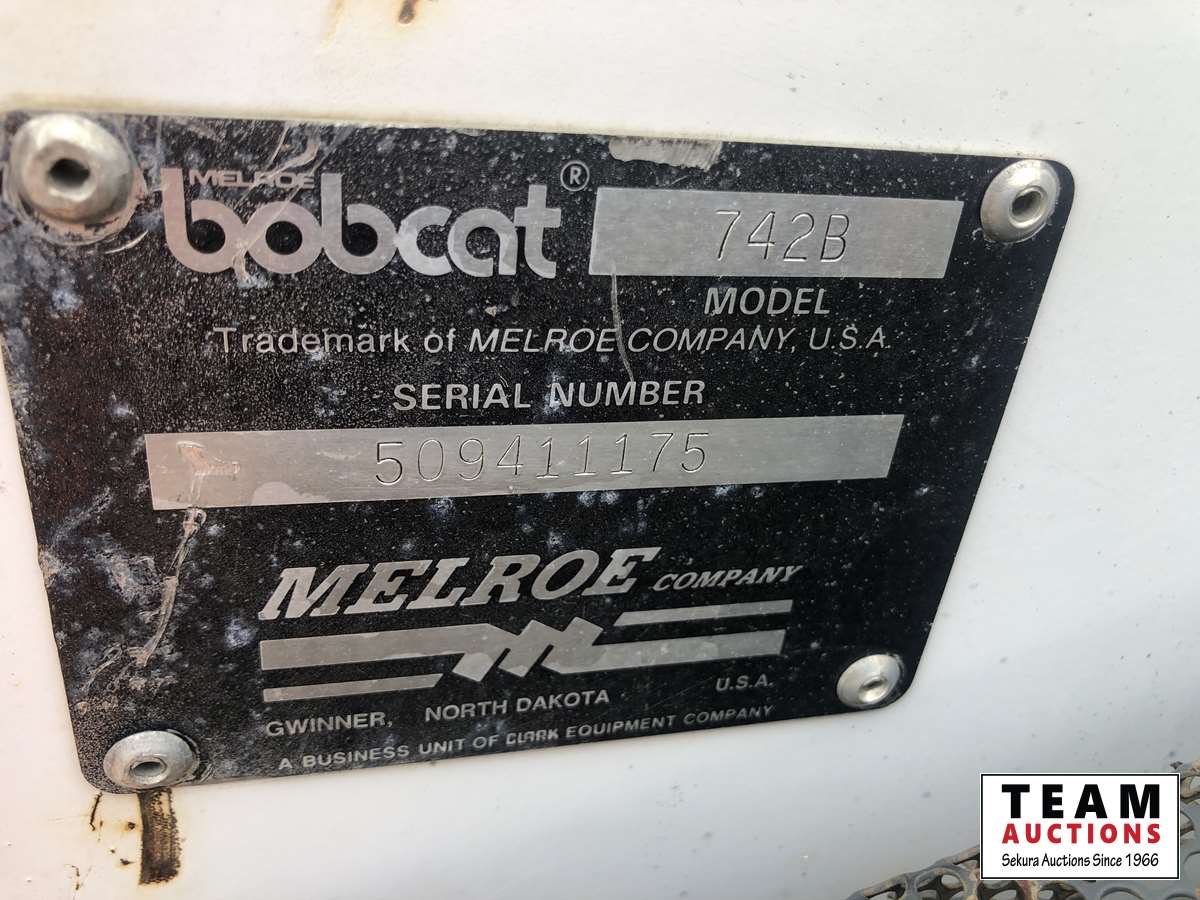 MELROE
bobcat® 742B
MODEL
Trademark of MELROE COMPANY, U.S.A.
SERIAL NUMBER
509411175
MELROE COMPANY
GWINNER, NORTH DAKOTA U.S.A.
A BUSINESS UNIT OF CLARK EQUIPMENT COMPANY
TEAM
AUCTIONS
Sekura Auctions Since 1966